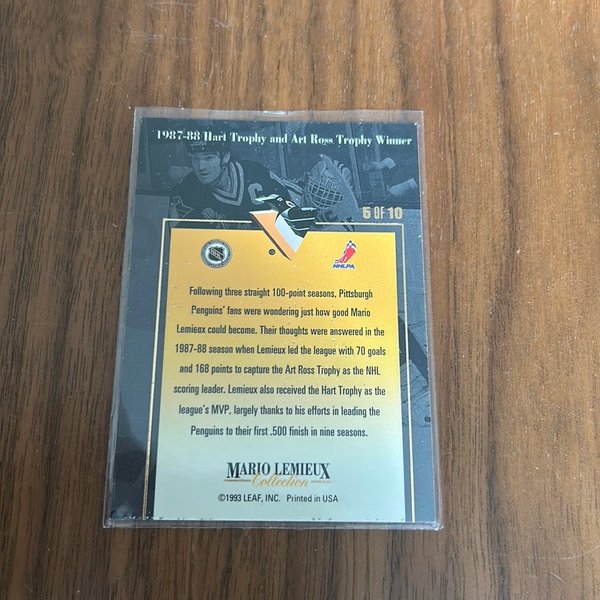 1987-88 Hart Trophy and Art Ross Trophy Winner
5 OF 10
NHLPA
Following three straight 100-point seasons, Pittsburgh
Penguins' fans were wondering just how good Mario
Lemieux could become. Their thoughts were answered in the
1987-88 season when Lemieux led the league with 70 goals
and 168 points to capture the Art Ross Trophy as the NHL
scoring leader. Lemieux also received the Hart Trophy as the
league's MVP, largely thanks to his efforts in leading the
Penguins to their first .500 finish in nine seasons.
MARIO LEMIEUX
Collection
©1993 LEAF, INC. Printed in USA